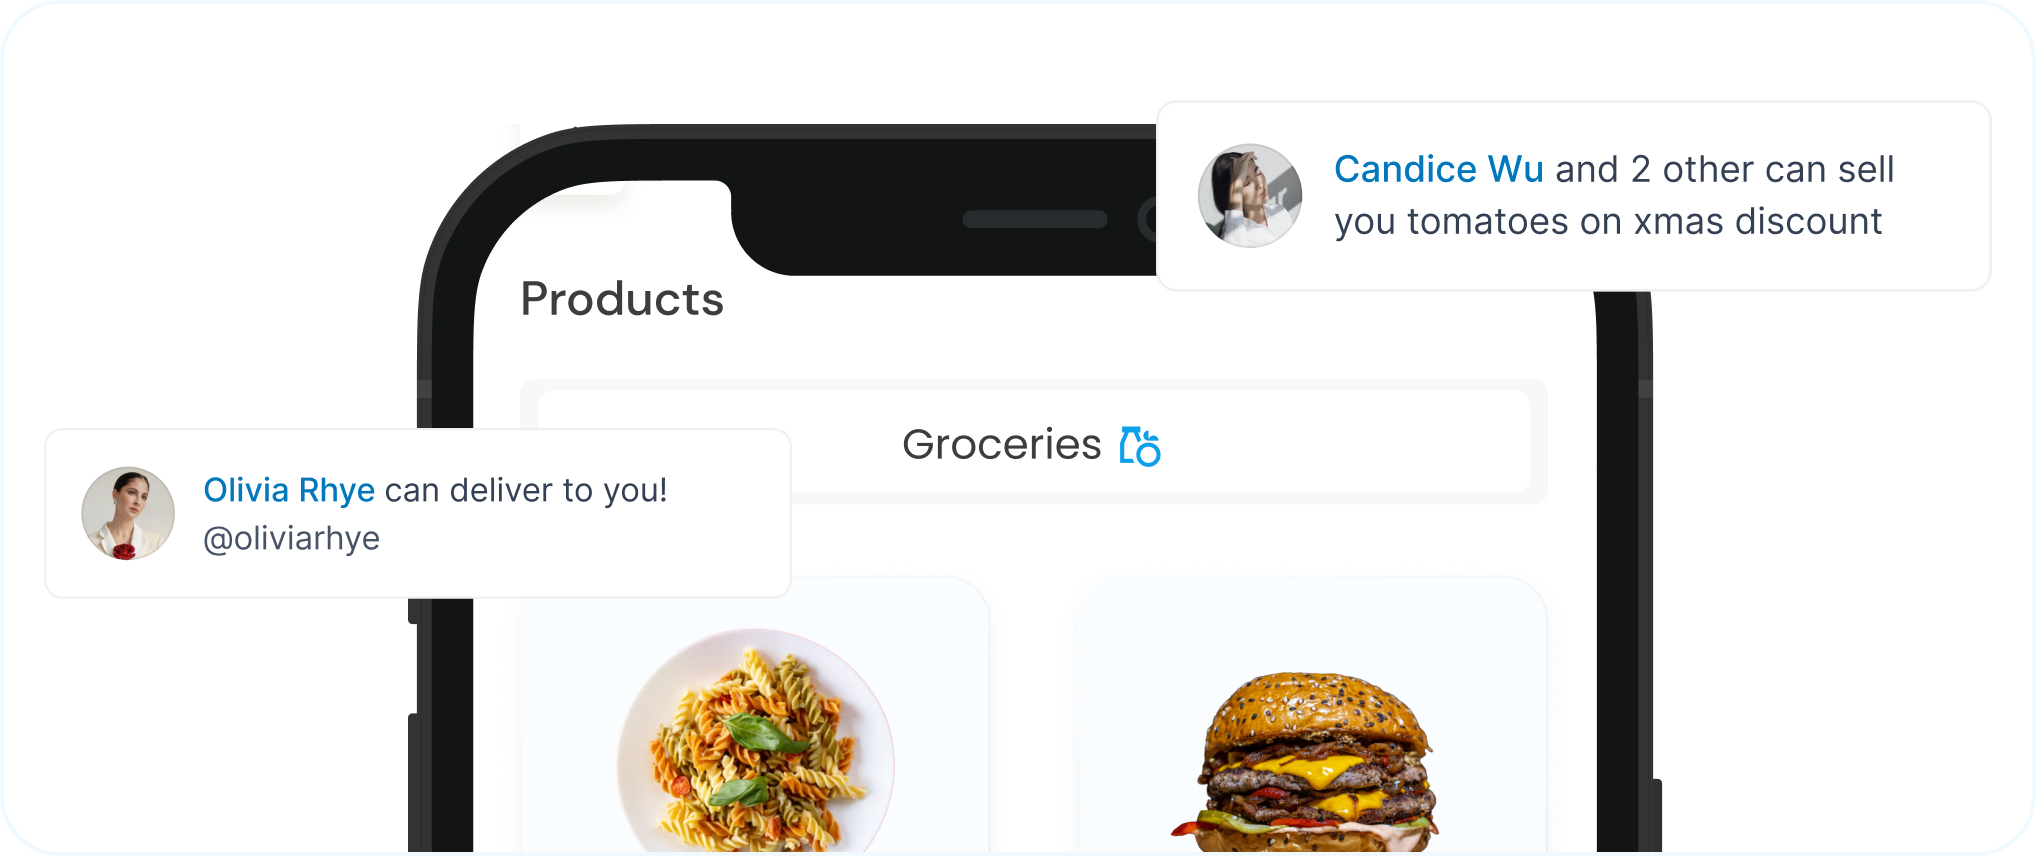 Candice Wu and 2 other can sell
you tomatoes on xmas discount
Products
Groceries
Olivia Rhye can deliver to you!
@oliviarhye